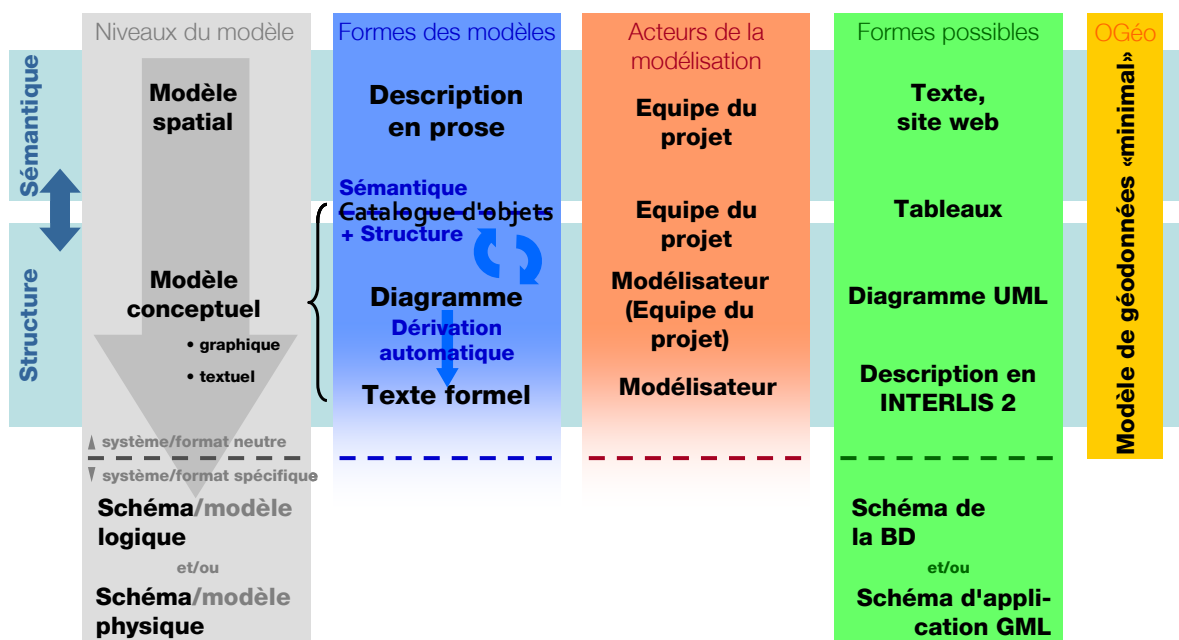 Niveaux du modèle
Formes des modèles
Acteurs de la
modélisation
Formes possibles
OGéo
Sémantique
Structure
Modèle
spatial
Description
en prose
Equipe du
projet
Texte,
site web
Modèle de géodonnées «minimal»
Sémantique
Catalogue d'objets
+ Structure
Equipe du
projet
Tableaux
Modèle
conceptuel
• graphique
• textuel
Diagramme
Dérivation
automatique
Texte formel
Modélisateur
(Equipe du
projet)
Modélisateur
Diagramme UML
Description en
INTERLIS 2
système/format neutre
système/format spécifique
Schéma/modèle
logique
et/ou
Schéma/modèle
physique
Schéma de
la BD
et/ou
Schéma d'appli-
cation GML